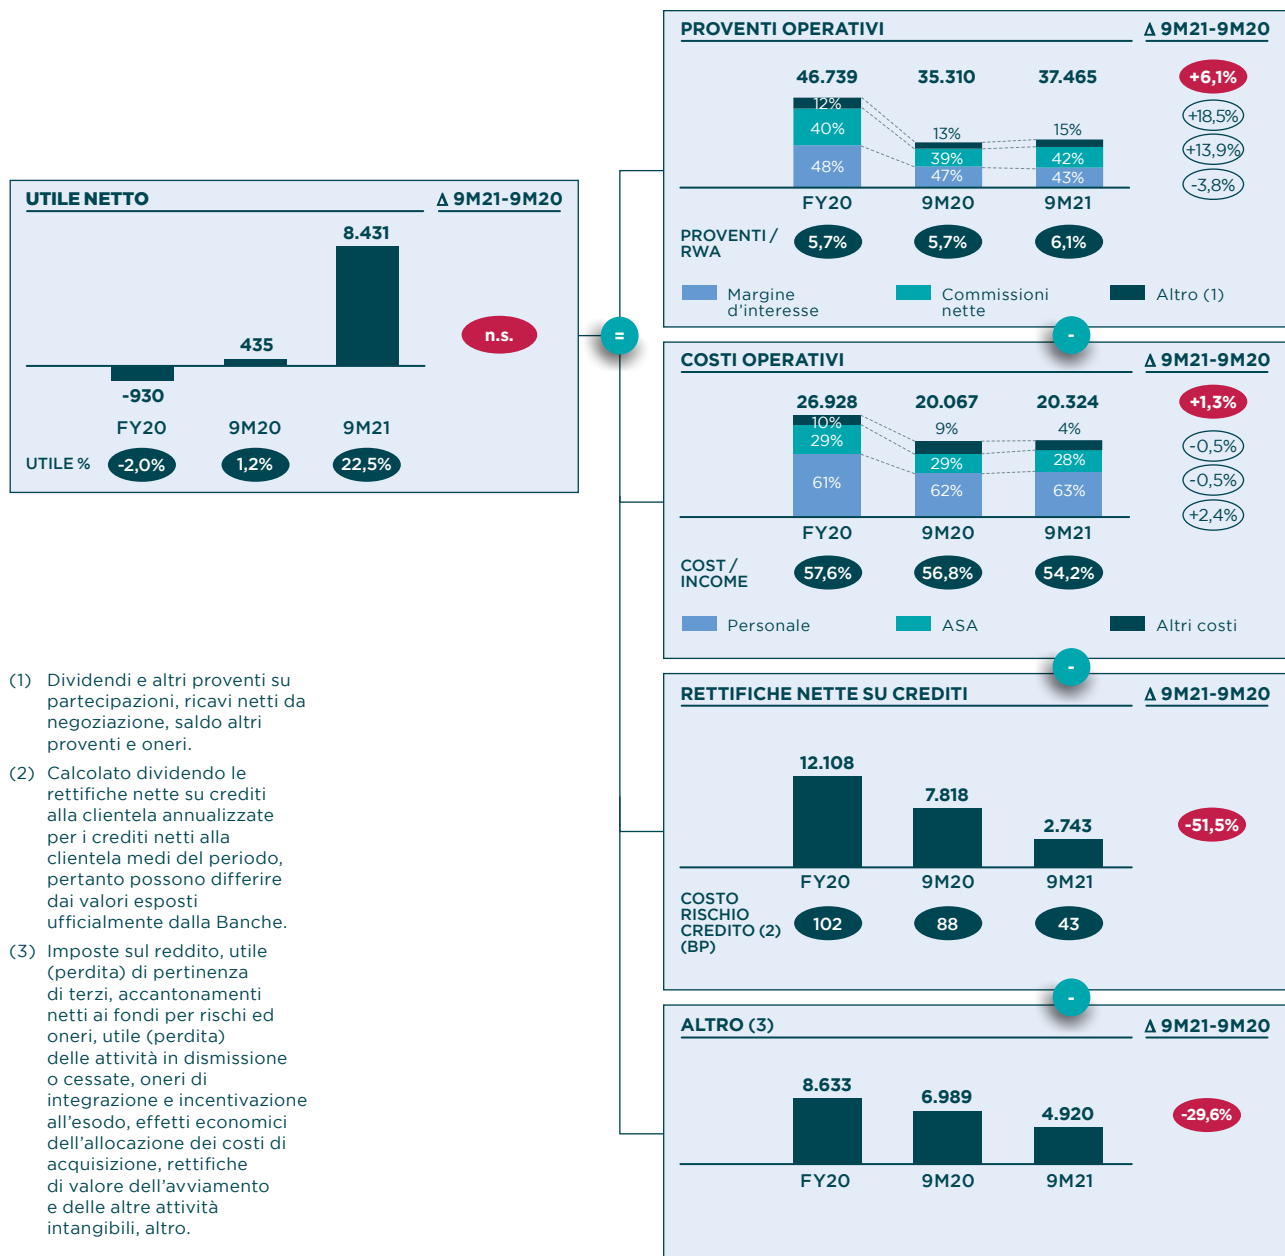 UTILE NETTO
Δ 9M21-9M20
8.431
435
-930
n.s.
FY20 9M20 9M21
UTILE % -2,0% 1,2% 22,5%
=
(1) Dividendi e altri proventi su
partecipazioni, ricavi netti da
negoziazione, saldo altri
proventi e oneri.
(2) Calcolato dividendo le
rettifiche nette su crediti
alla clientela annualizzate
per i crediti netti alla
clientela medi del periodo,
pertanto possono differire
dai valori esposti
ufficialmente dalla Banche.
(3) Imposte sul reddito, utile
(perdita) di pertinenza
di terzi, accantonamenti
netti ai fondi per rischi ed
oneri, utile (perdita)
delle attività in dismissione
o cessate, oneri di
integrazione e incentivazione
all'esodo, effetti economici
dell'allocazione dei costi di
acquisizione, rettifiche
di valore dell'avviamento
e delle altre attività
intangibili, altro.
PROVENTI OPERATIVI
Δ 9M21-9M20
46.739 35.310 37.465
+6,1%
12% 13% 15%
+18,5%
40% 39% 42%
+13,9%
48% 47% 43%
-3,8%
FY20 9M20 9M21
PROVENTI /
RWA
5,7% 5,7% 6,1%
Margine
d'interesse
Commissioni
nette
Altro (1)
-
COSTI OPERATIVI
Δ 9M21-9M20
26.928 20.067 20.324
+1,3%
10% 9% 4%
-0,5%
29% 29% 28%
-0,5%
61% 62% 63%
+2,4%
FY20 9M20 9M21
COST /
INCOME
57,6% 56,8% 54,2%
Personale ASA Altri costi
-
RETTIFICHE NETTE SU CREDITI
Δ 9M21-9M20
12.108
7.818
2.743
-51,5%
FY20 9M20 9M21
COSTO
RISCHIO
CREDITO (2)
(BP)
102 88 43
-
ALTRO (3)
Δ 9M21-9M20
8.633
6.989
4.920
-29,6%
FY20 9M20 9M21